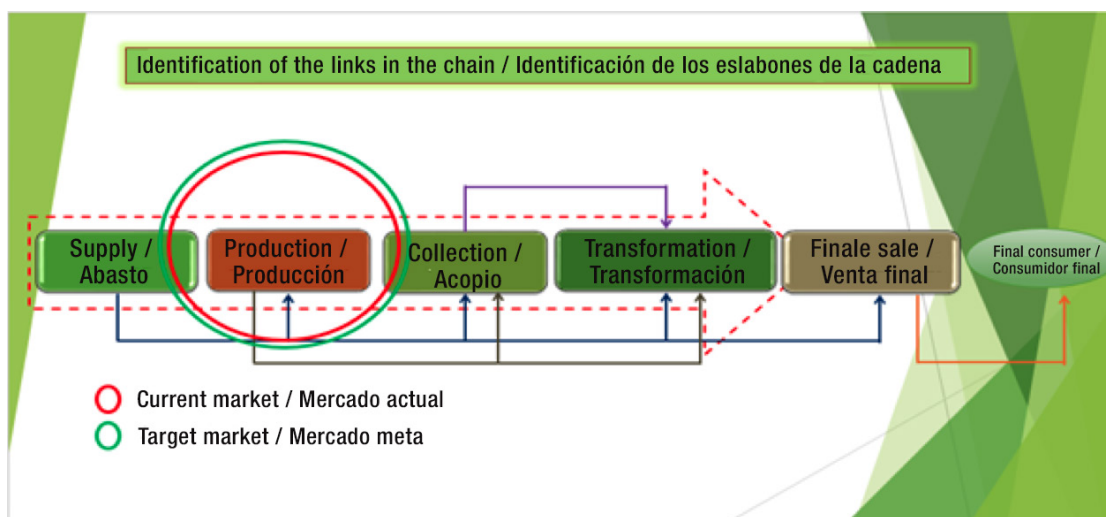 Identification of the links in the chain / Identificación de los eslabones de la cadena
Supply /
Abasto
Production /
Producción
Collection /
Acopio
Transformation /
Transformación
Finale sale /
Venta final
Final consumer /
Consumidor final
Current market / Mercado actual
Target market / Mercado meta